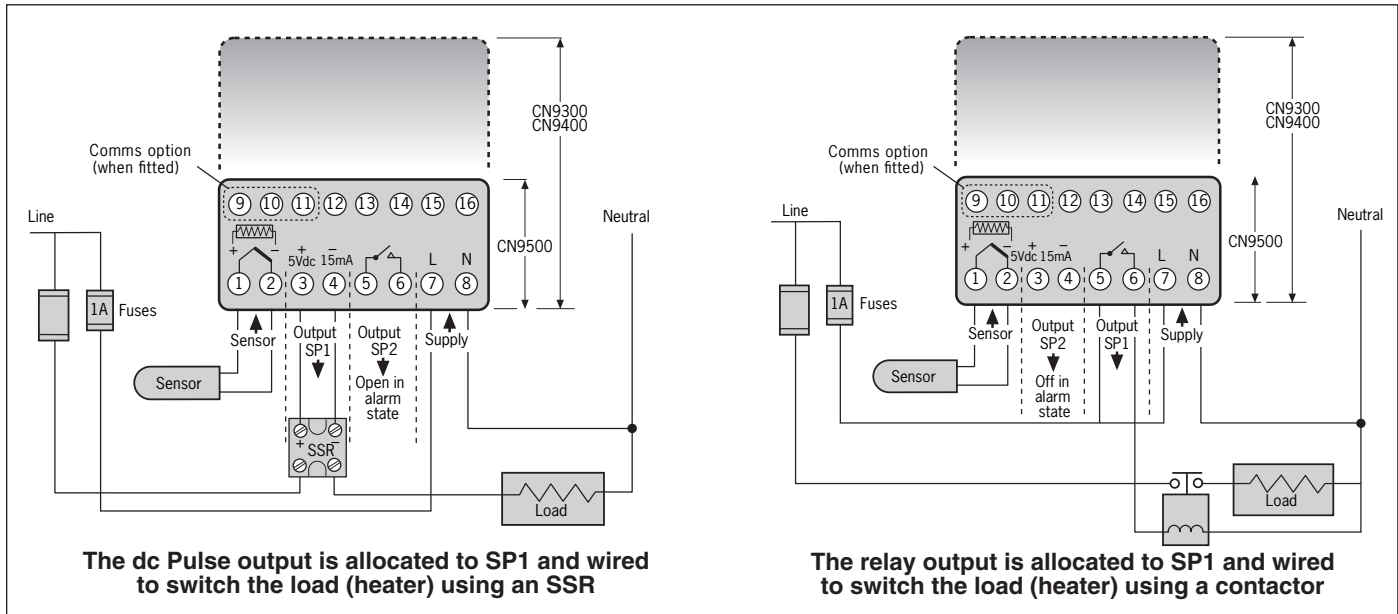 CN9300
CN9400
Comms option
(when fitted)
9 10 11 12 13 14 15 16
Line
Neutral
CN9500
+ − + −
5Vdc 15mA L N
1 2 3 4 5 6 7 8
1A Fuses
Sensor
Output
SP1
Output
SP2
Supply
Sensor
Open in
alarm
state
+ −
SSR
Load
The dc Pulse output is allocated to SP1 and wired
to switch the load (heater) using an SSR
CN9300
CN9400
Comms option
(when fitted)
9 10 11 12 13 14 15 16
Line
Neutral
CN9500
+ − + −
5Vdc 15mA L N
1 2 3 4 5 6 7 8
1A Fuses
Sensor
Output
SP2
Output
SP1
Supply
Sensor
Off in
alarm
state
Load
The relay output is allocated to SP1 and wired
to switch the load (heater) using a contactor